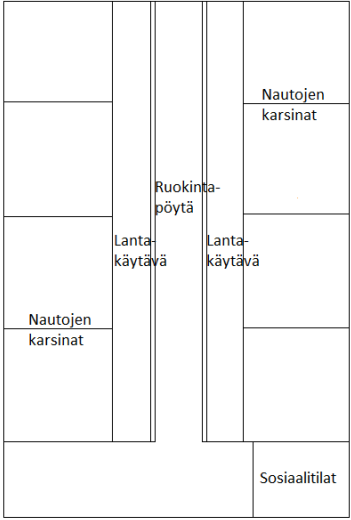 Nautojen
karsinat
Ruokinta-
pöytä
Lanta-
käytävä
Lanta-
käytävä
Nautojen
karsinat
Sosiaalitilat